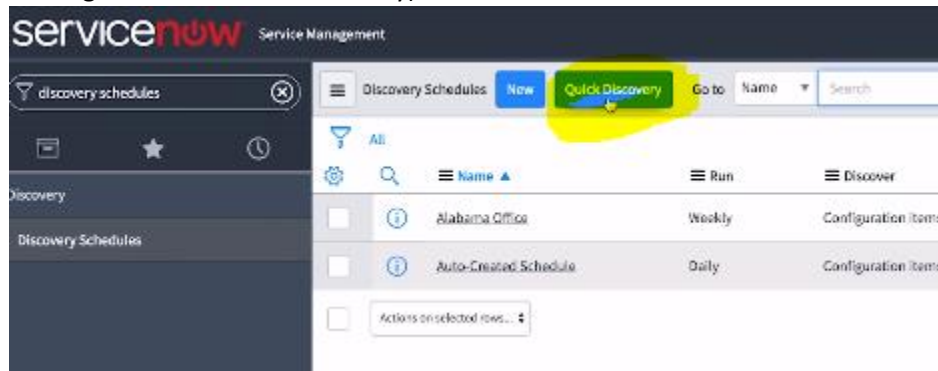 servicenow Service Management
discovery schedules
Discovery Schedules New Quick Discovery Go to Name Search
All
Name Run Discover
Discovery
Alabama Office Weekly Configuration items
Discovery Schedules
Auto-Created Schedule Daily Configuration items
Actions on selected rows...